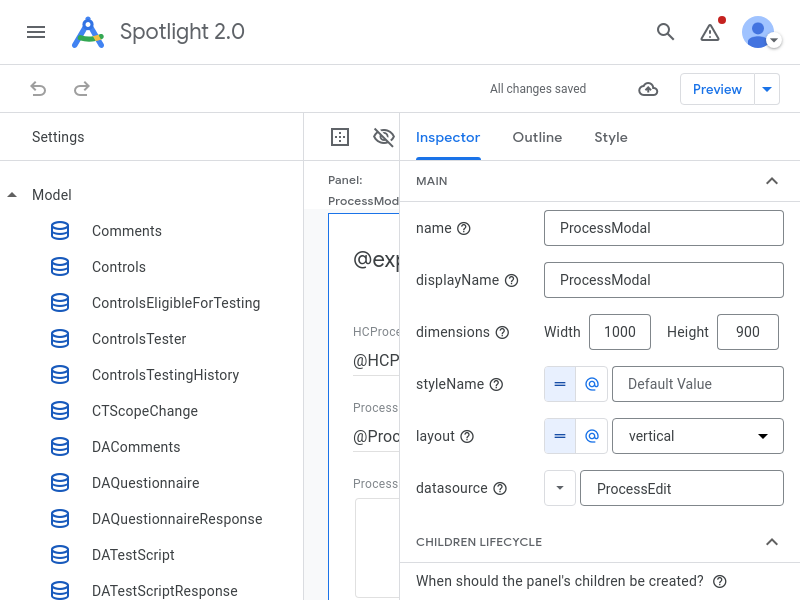 Spotlight 2.0
All changes saved
Preview
Settings
Model
Comments
Controls
ControlsEligibleForTesting
ControlsTester
ControlsTestingHistory
CTScopeChange
DAComments
DAQuestionnaire
DAQuestionnaireResponse
DATestScript
DATestScriptResponse
Panel:
ProcessMod
@exp
HCProce
@HCP
Process
@Proc
Process
Inspector Outline Style
MAIN
name ProcessModal
displayName ProcessModal
dimensions Width 1000 Height 900
styleName = @ Default Value
layout = @ vertical
datasource ProcessEdit
CHILDREN LIFECYCLE
When should the panel's children be created?